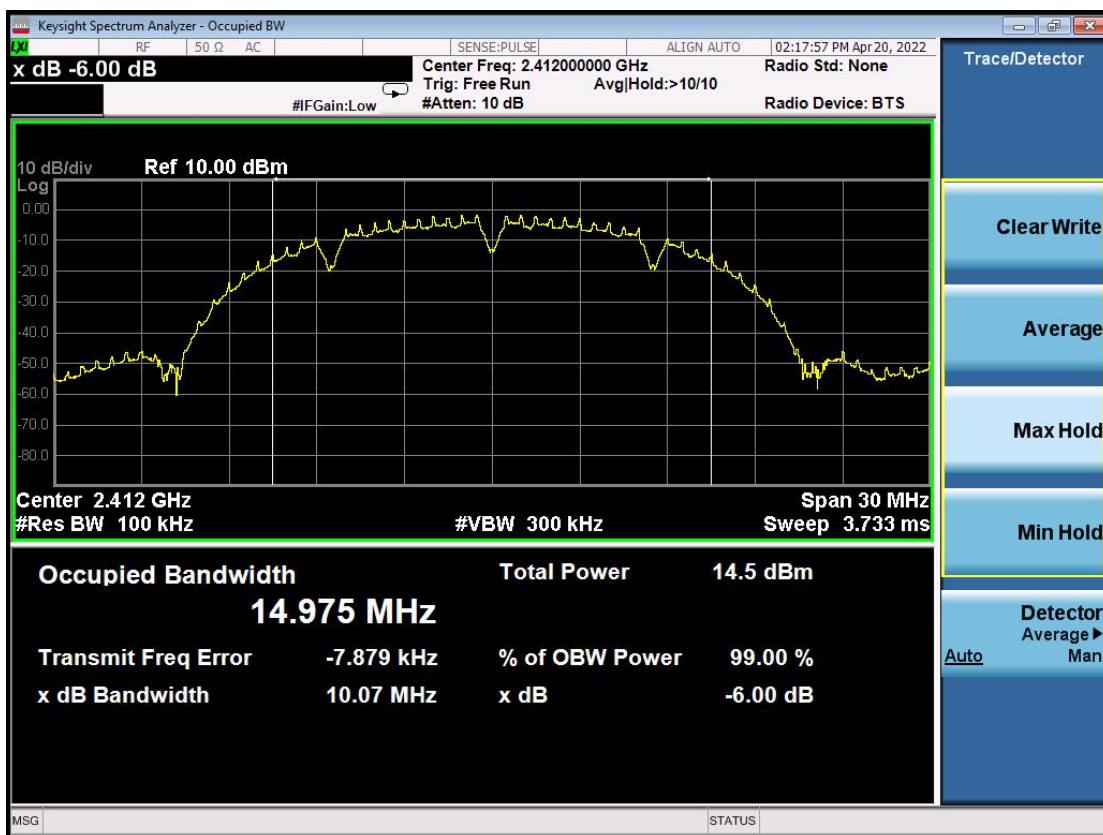 Keysight Spectrum Analyzer - Occupied BW
LXI RF 50 Ω AC SENSE:PULSE ALIGN AUTO 02:17:57 PM Apr 20, 2022
x dB -6.00 dB
Center Freq: 2.412000000 GHz
Radio Std: None
Trig: Free Run Avg|Hold:>10/10
#IFGain:Low
#Atten: 10 dB
Radio Device: BTS
10 dB/div Ref 10.00 dBm
Log
0.00
-10.0
-20.0
-30.0
-40.0
-50.0
-60.0
-70.0
-80.0
Center 2.412 GHz
Span 30 MHz
#Res BW 100 kHz
#VBW 300 kHz
Sweep 3.733 ms
Occupied Bandwidth
Total Power 14.5 dBm
14.975 MHz
Transmit Freq Error -7.879 kHz
% of OBW Power 99.00 %
x dB Bandwidth 10.07 MHz
x dB -6.00 dB
MSG
STATUS
Trace/Detector
Clear Write
Average
Max Hold
Min Hold
Detector
Average
Auto Man